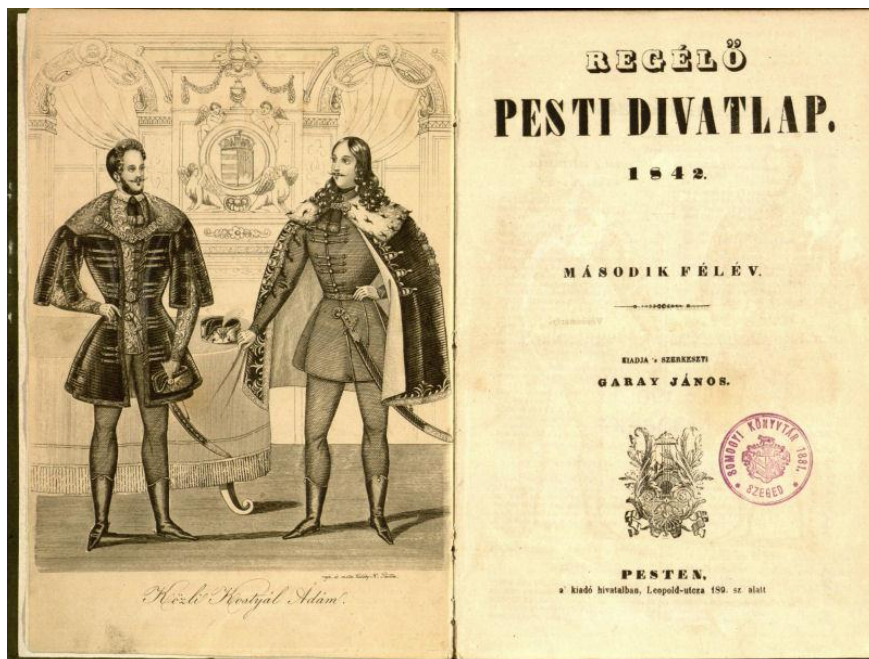 Közli Kostyál Ádám.
REGÉLŐ
PESTI DIVATLAP.
1842.
MÁSODIK FÉLÉV.
KIADJA 's SZERKESZTI
GARAY JÁNOS.
SOMOGYI KÖNYVTÁR 1881.
SZEGED
PESTEN,
a' kiadó hivatalban, Leopold-utcza 189. sz. alatt